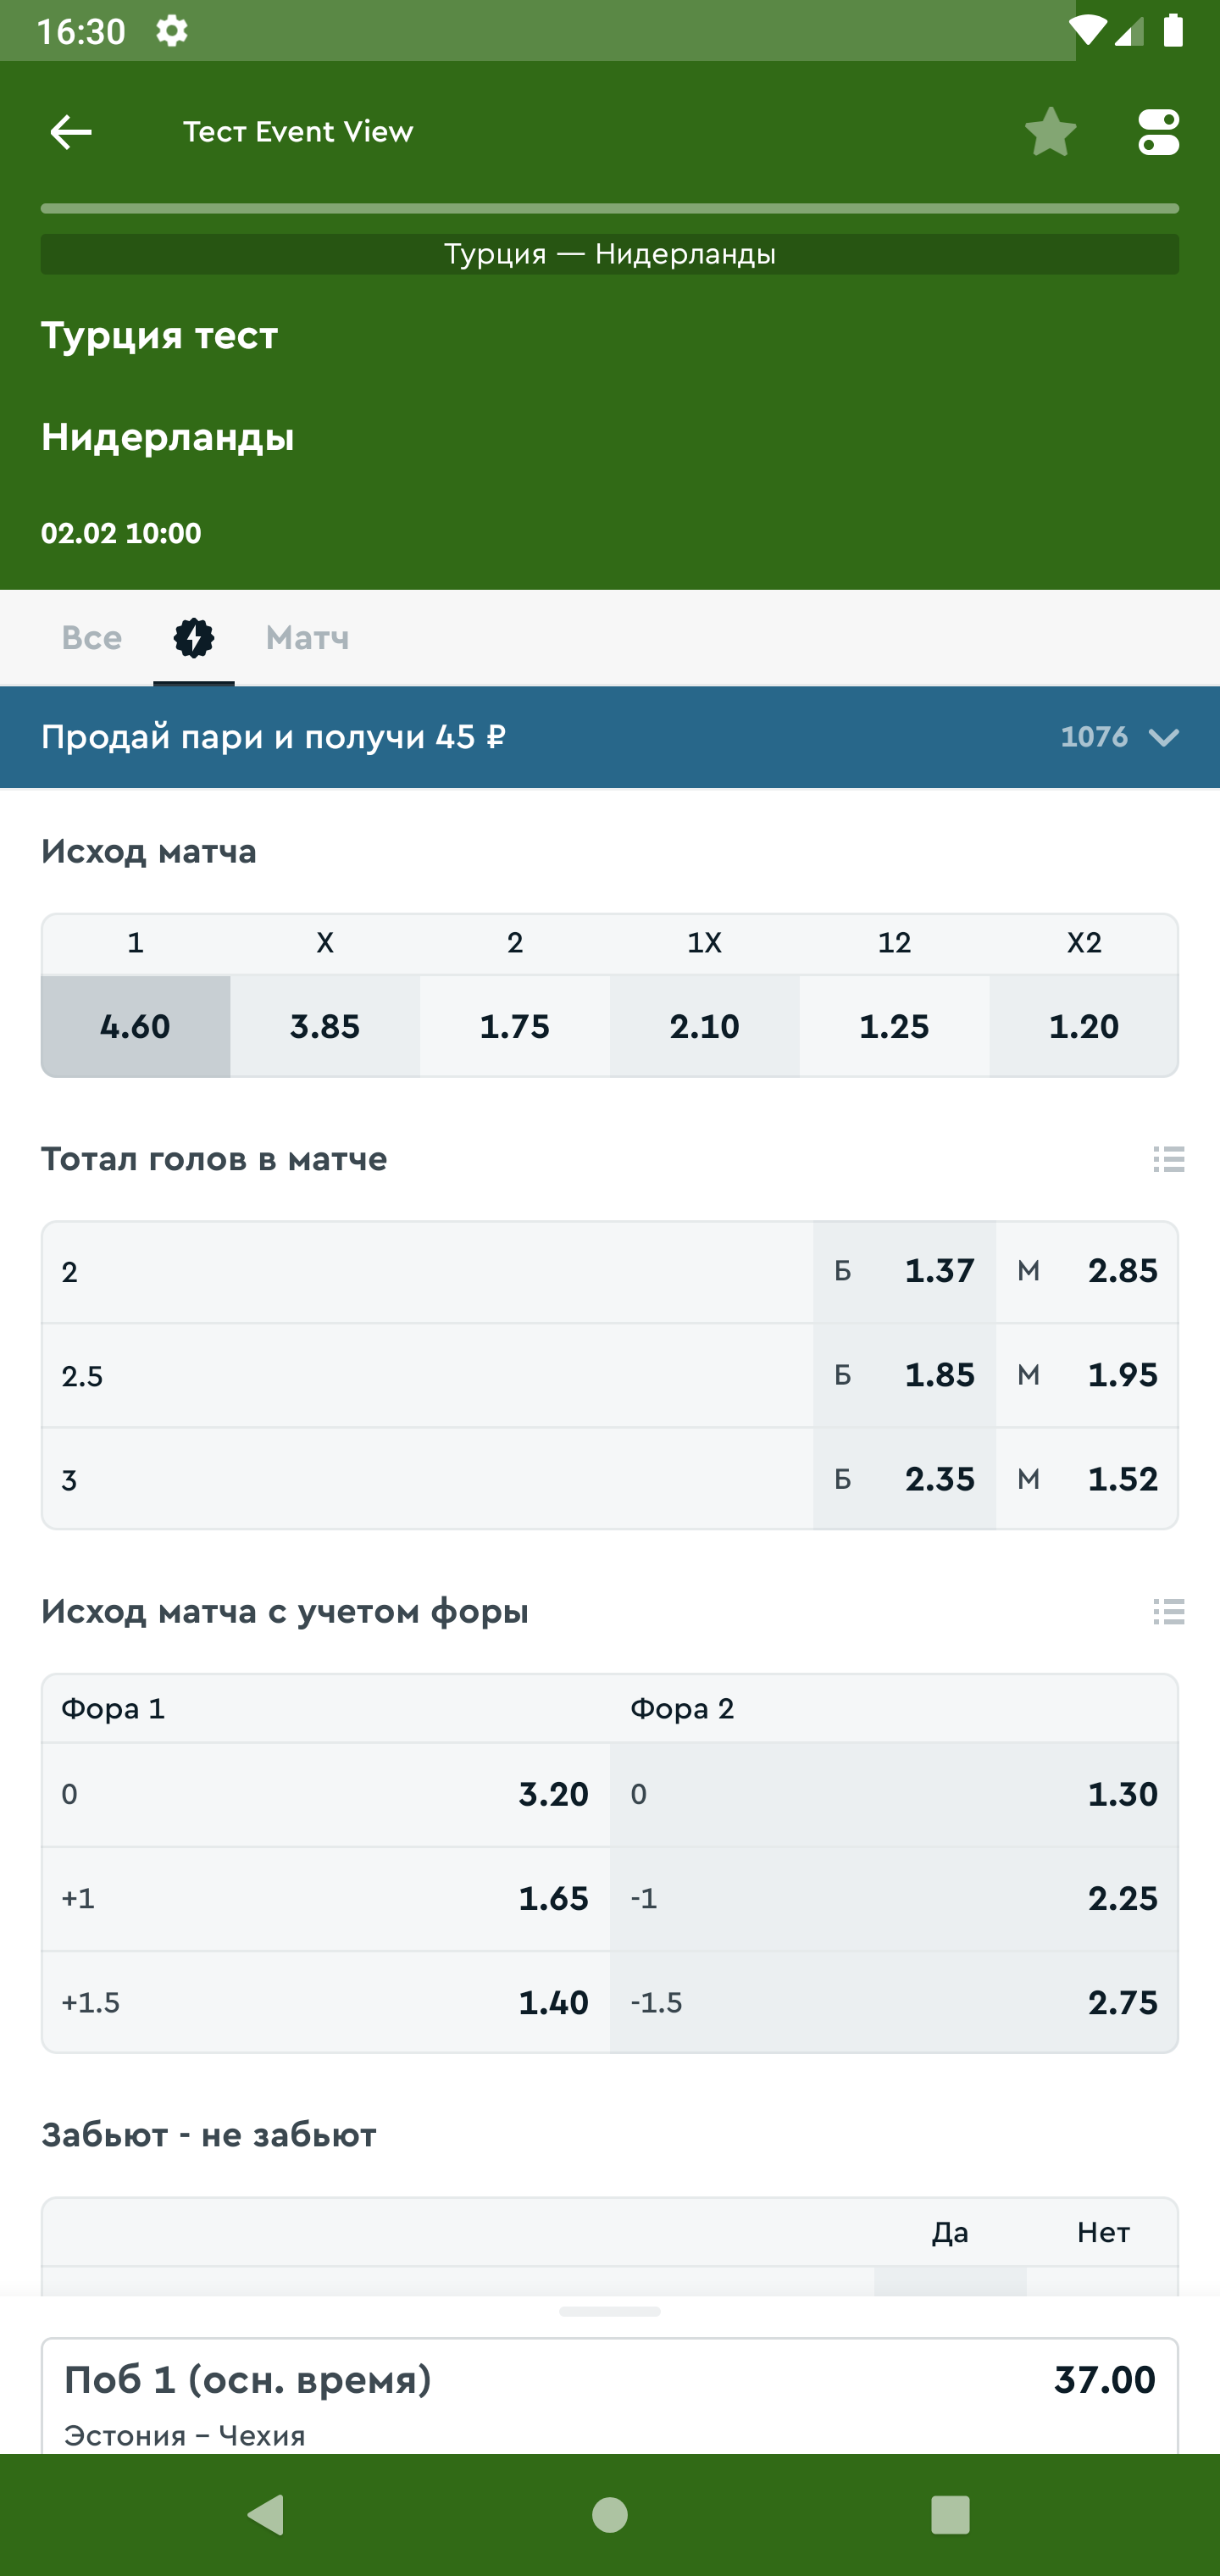 16:30
Тест Event View
Турция — Нидерланды
Турция тест
Нидерланды
02.02 10:00
Все Матч
Продай пари и получи 45 ₽ 1076
Исход матча
1 X 2 1X 12 X2
4.60 3.85 1.75 2.10 1.25 1.20
Тотал голов в матче
2 Б 1.37 М 2.85
2.5 Б 1.85 М 1.95
3 Б 2.35 М 1.52
Исход матча с учетом форы
Фора 1 Фора 2
0 3.20 0 1.30
+1 1.65 -1 2.25
+1.5 1.40 -1.5 2.75
Забьют - не забьют
Да Нет
Поб 1 (осн. время) 37.00
Эстония – Чехия